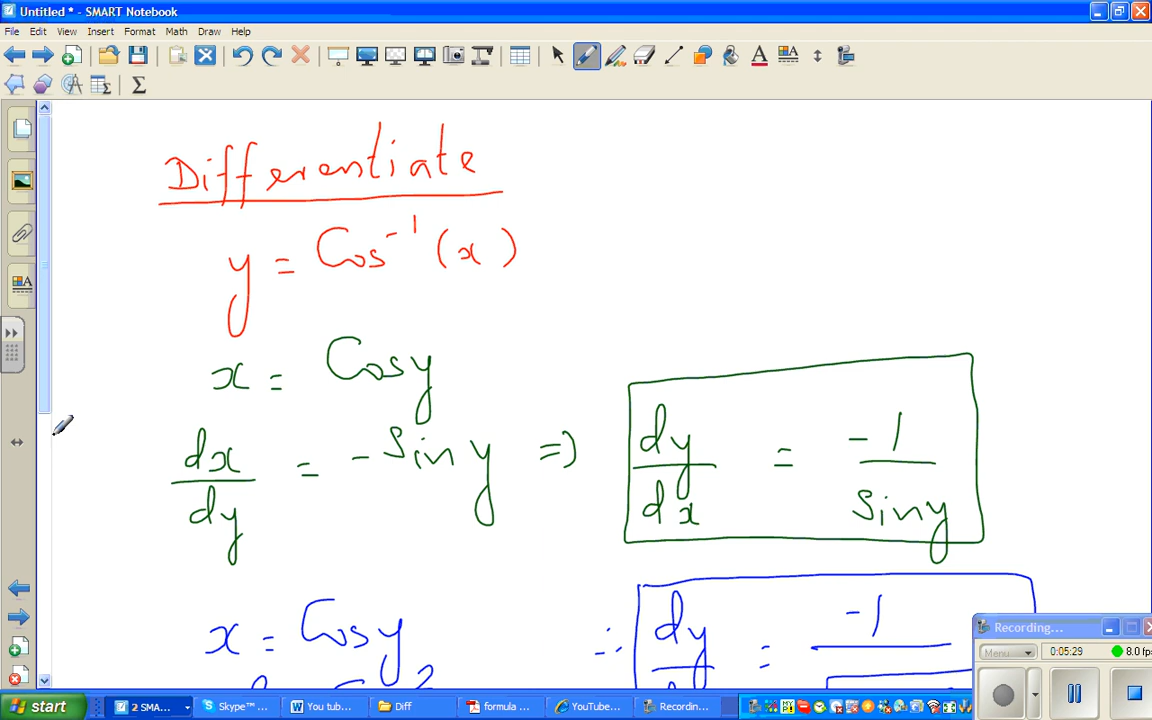 Untitled * - SMART Notebook
File Edit View Insert Format Math Draw Help
Differentiate
y = Cos⁻¹ (x)
x = Cosy
dx/dy = - Siny => dy/dx = -1/Siny
x = Cosy ∴ dy/dx = -1
Recording...
Menu
0:05:29
8.0 fp
start
2 SMA...
Skype™ ...
You tub...
Diff
formula ...
YouTube...
Recordin...